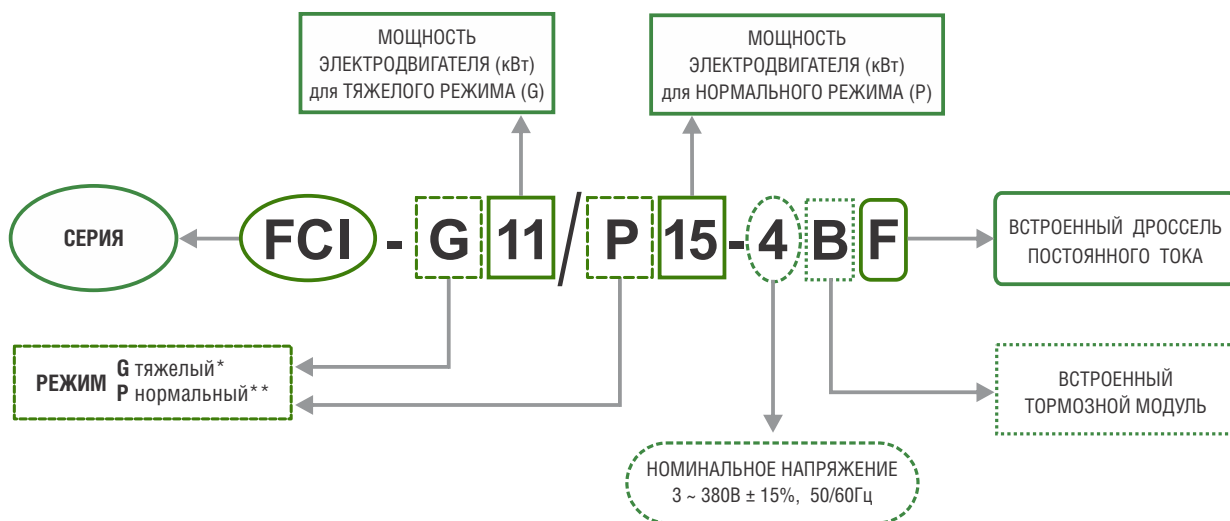 МОЩНОСТЬ
ЭЛЕКТРОДВИГАТЕЛЯ (кВт)
для ТЯЖЕЛОГО РЕЖИМА (G)
МОЩНОСТЬ
ЭЛЕКТРОДВИГАТЕЛЯ (кВт)
для НОРМАЛЬНОГО РЕЖИМА (P)
СЕРИЯ
FCI - G 11 / P 15 - 4 B F
ВСТРОЕННЫЙ ДРОССЕЛЬ
ПОСТОЯННОГО ТОКА
РЕЖИМ G тяжелый*
P нормальный**
ВСТРОЕННЫЙ
ТОРМОЗНОЙ МОДУЛЬ
НОМИНАЛЬНОЕ НАПРЯЖЕНИЕ
3 ~ 380В ± 15%, 50/60Гц